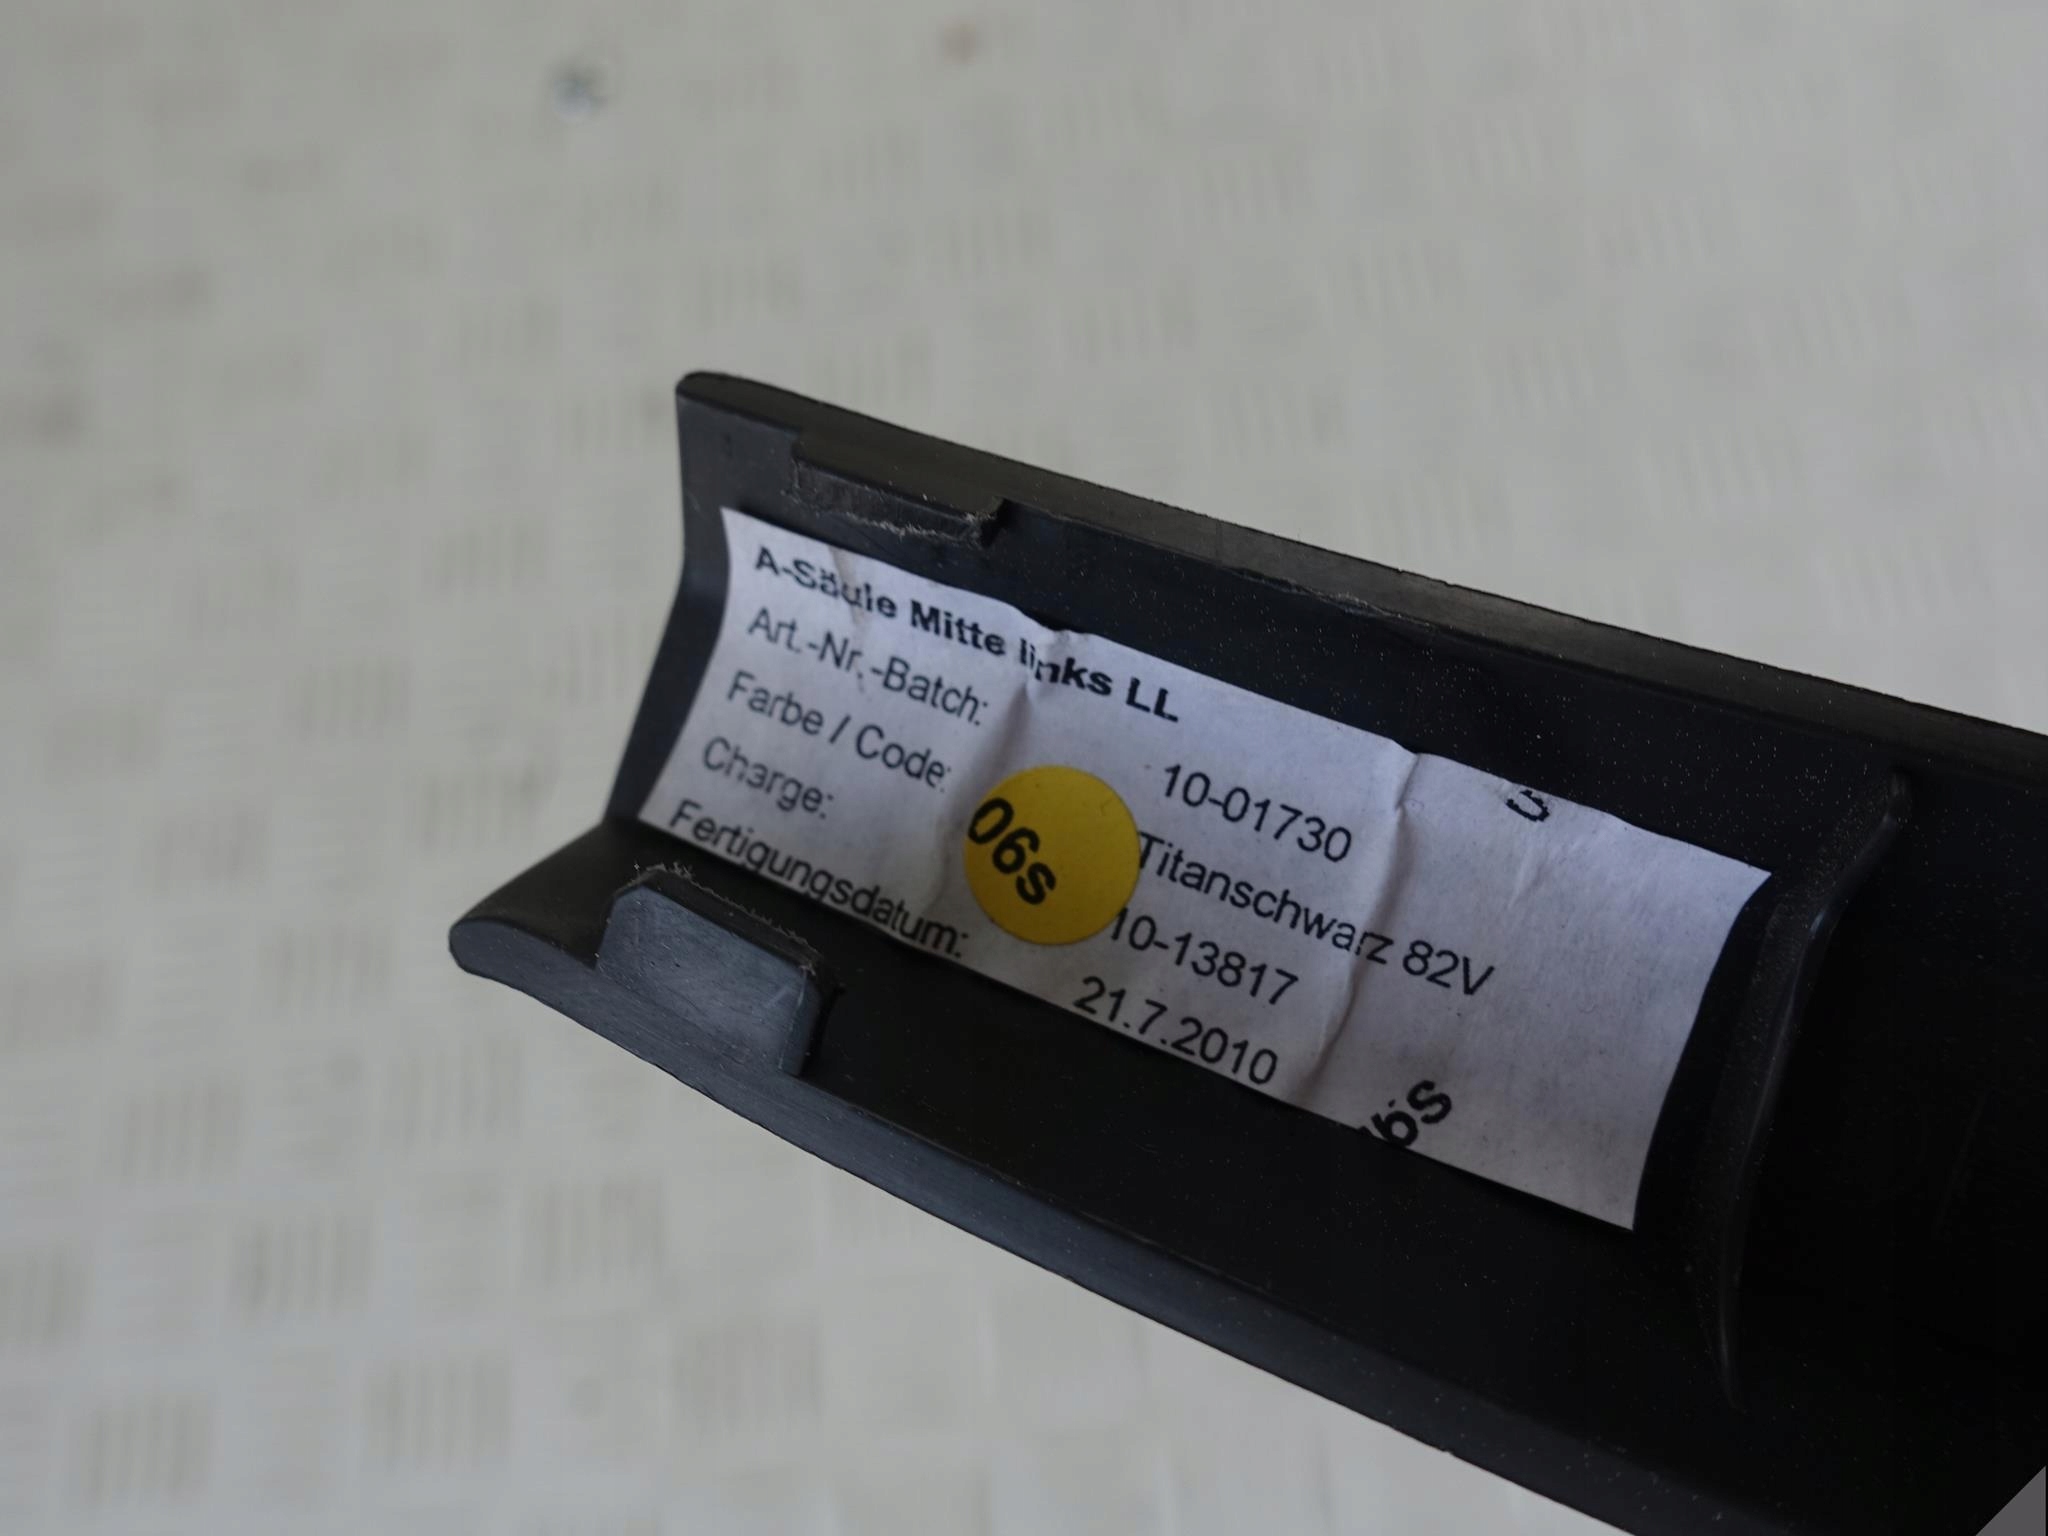 A-Säule Mitte links LL
Art.-Nr.-Batch: 10-01730
Farbe / Code: Titanschwarz 82V
Charge: 10-13817
Fertigungsdatum: 21.7.2010
06s